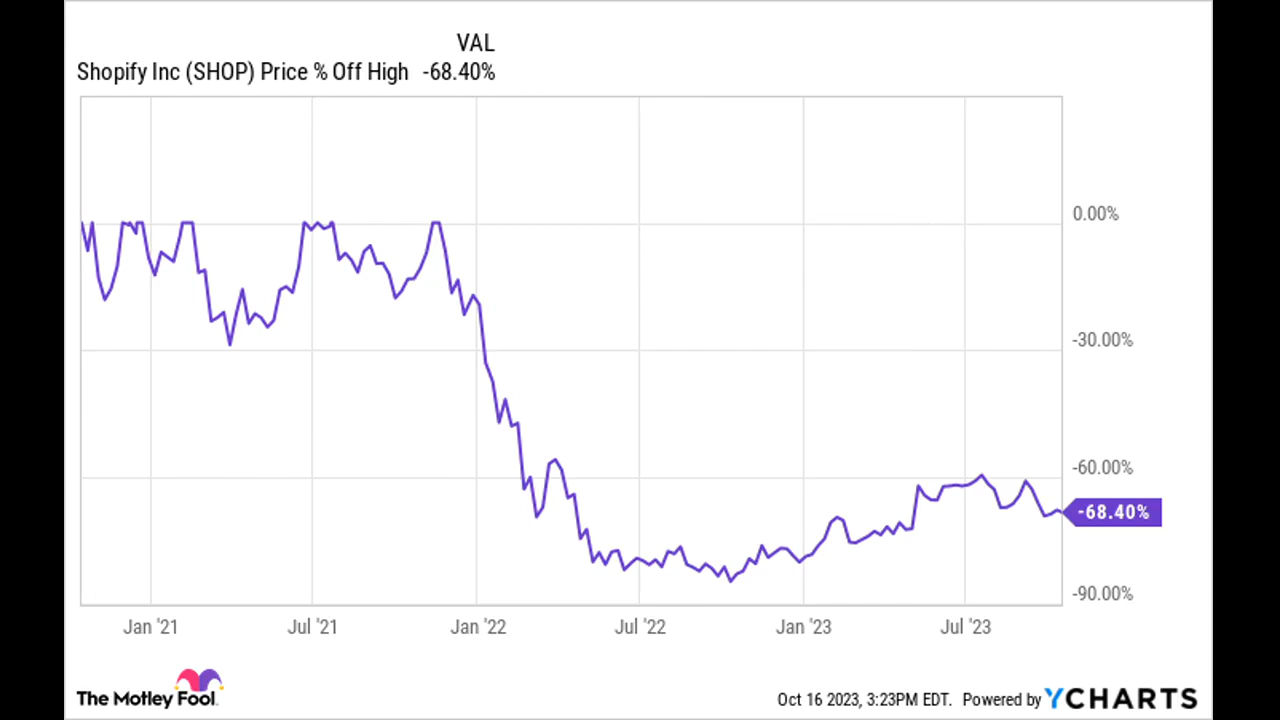 VAL
Shopify Inc (SHOP) Price % Off High -68.40%
0.00%
-30.00%
-60.00%
-68.40%
-90.00%
Jan '21 Jul '21 Jan '22 Jul '22 Jan '23 Jul '23
The Motley Fool.
Oct 16 2023, 3:23PM EDT. Powered by YCHARTS